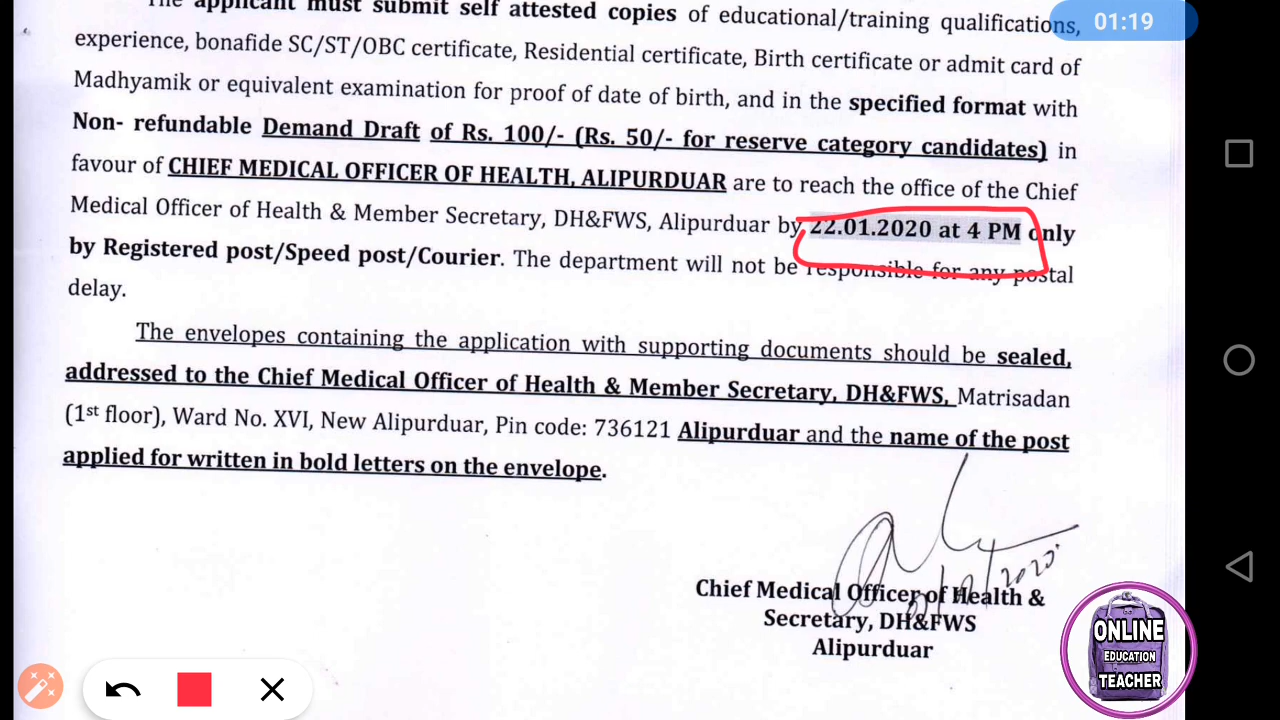 The applicant must submit self attested copies of educational/training qualifications,
01:19
experience, bonafide SC/ST/OBC certificate, Residential certificate, Birth certificate or admit card of
Madhyamik or equivalent examination for proof of date of birth, and in the specified format with
Non- refundable Demand Draft of Rs. 100/- (Rs. 50/- for reserve category candidates) in
favour of CHIEF MEDICAL OFFICER OF HEALTH, ALIPURDUAR are to reach the office of the Chief
Medical Officer of Health & Member Secretary, DH&FWS, Alipurduar by 22.01.2020 at 4 PM only
by Registered post/Speed post/Courier. The department will not be responsible for any postal
delay.
The envelopes containing the application with supporting documents should be sealed,
addressed to the Chief Medical Officer of Health & Member Secretary, DH&FWS, Matrisadan
(1st floor), Ward No. XVI, New Alipurduar, Pin code: 736121 Alipurduar and the name of the post
applied for written in bold letters on the envelope.
Chief Medical Officer of Health &
Secretary, DH&FWS
Alipurduar
ONLINE
EDUCATION
TEACHER